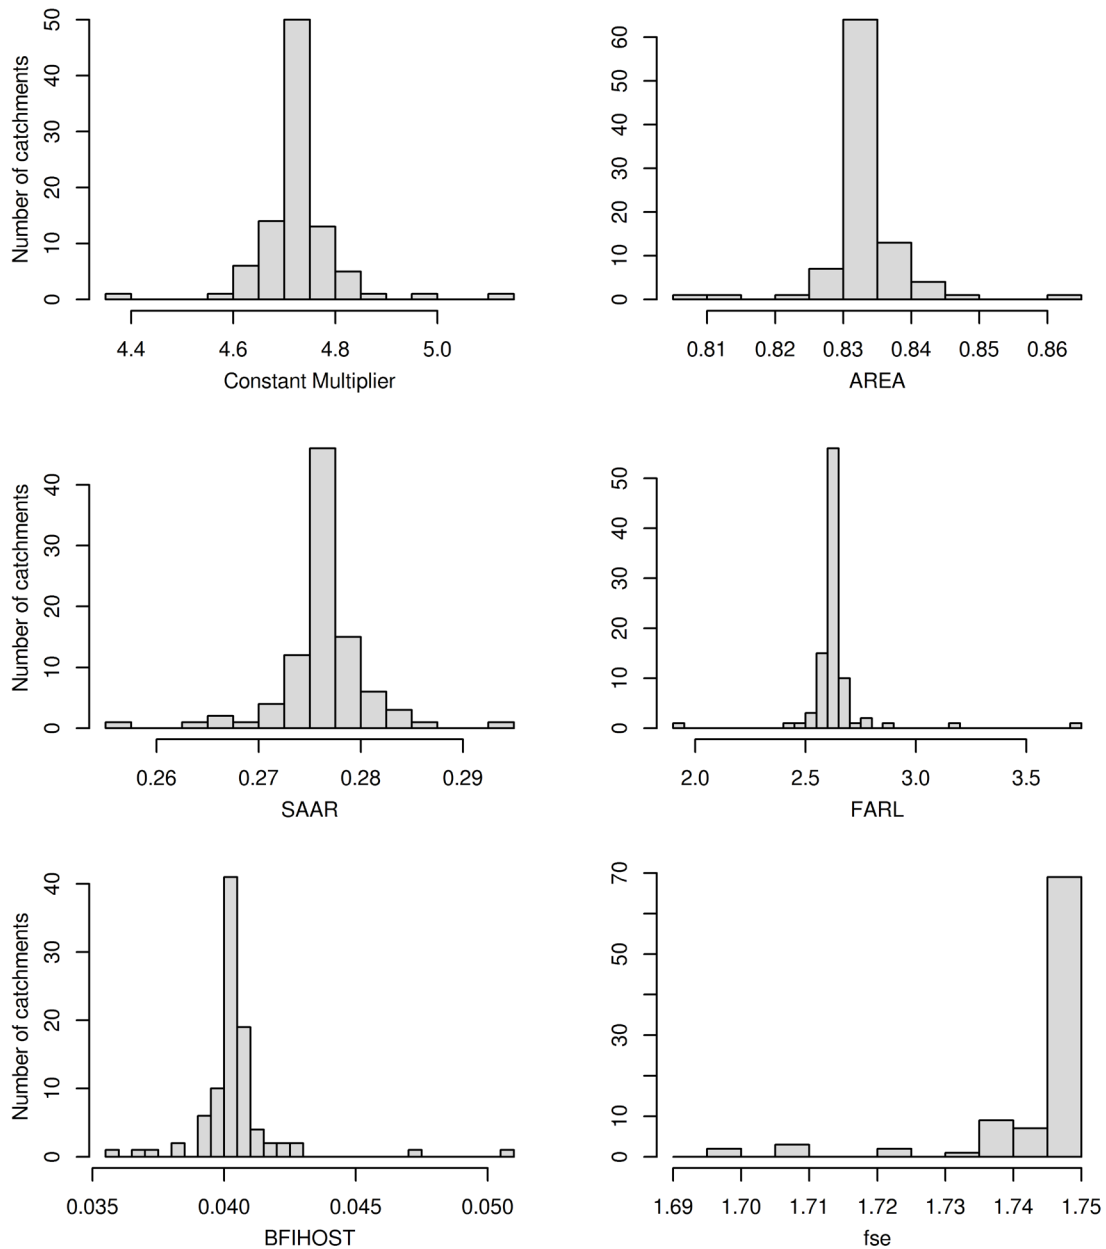 Number of catchments
0 10 20 30 40 50
4.4 4.6 4.8 5.0
Constant Multiplier
0 10 20 30 40 50 60
0.81 0.82 0.83 0.84 0.85 0.86
AREA
Number of catchments
0 10 20 30 40
0.26 0.27 0.28 0.29
SAAR
0 10 20 30 40 50
2.0 2.5 3.0 3.5
FARL
Number of catchments
0 10 20 30 40
0.035 0.040 0.045 0.050
BFIHOST
0 10 30 50 70
1.69 1.70 1.71 1.72 1.73 1.74 1.75
fse